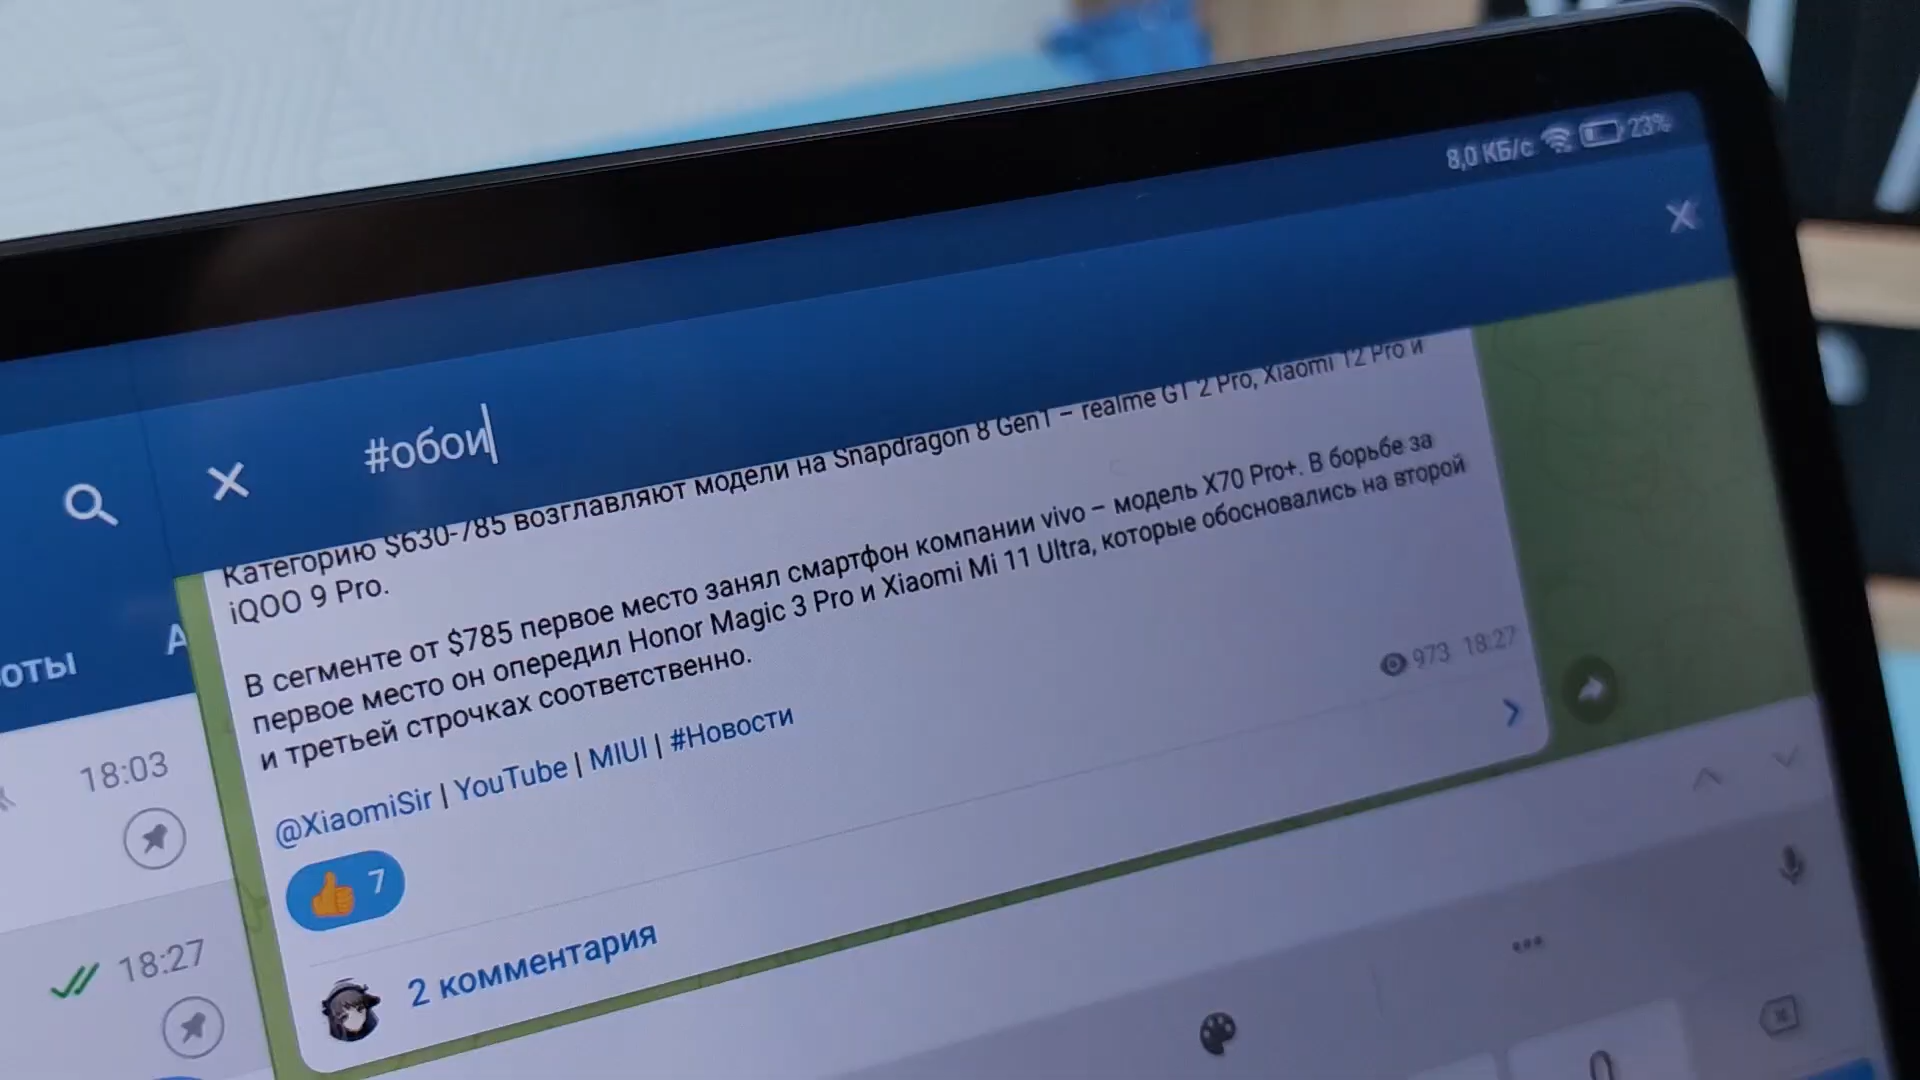 8,0 КБ/с 23%
#обои
Категорию $630-785 возглавляют модели на Snapdragon 8 Gen1 – realme GT 2 Pro, Xiaomi 12 Pro и
iQOO 9 Pro.
В сегменте от $785 первое место занял смартфон компании vivo – модель X70 Pro+. В борьбе за
первое место он опередил Honor Magic 3 Pro и Xiaomi Mi 11 Ultra, которые обосновались на второй
и третьей строчках соответственно.
973 18:27
@XiaomiSir | YouTube | MIUI | #Новости
7
2 комментария
оты
А
18:03
18:27